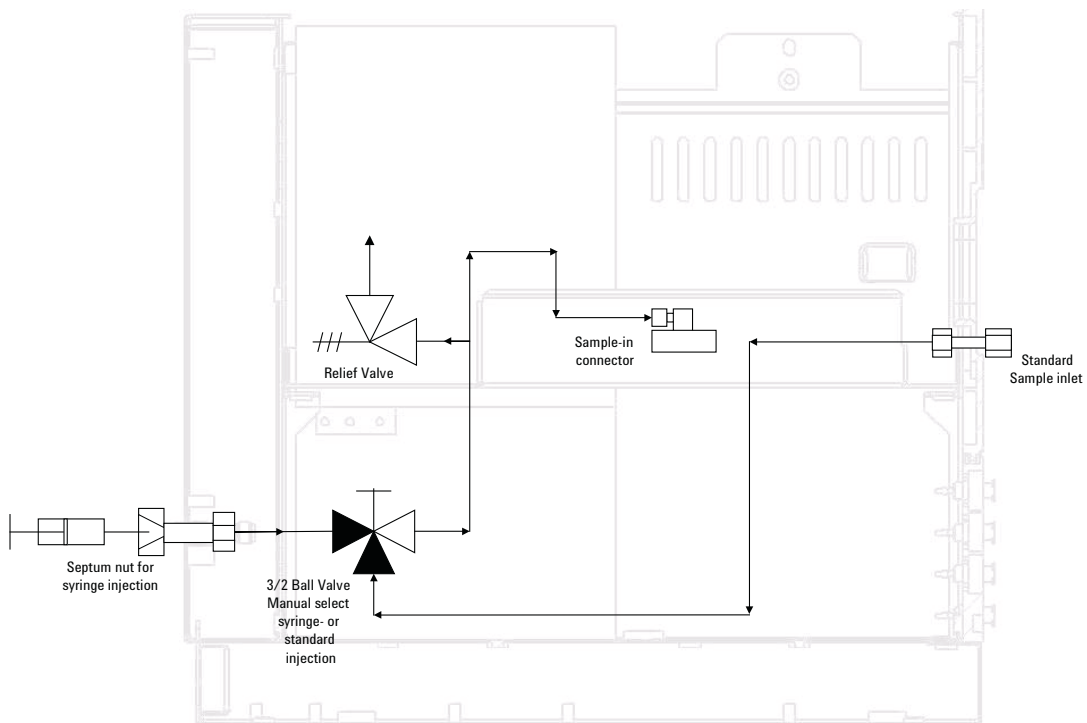 Relief Valve
Sample-in
connector
Standard
Sample inlet
Septum nut for
syringe injection
3/2 Ball Valve
Manual select
syringe- or
standard
injection